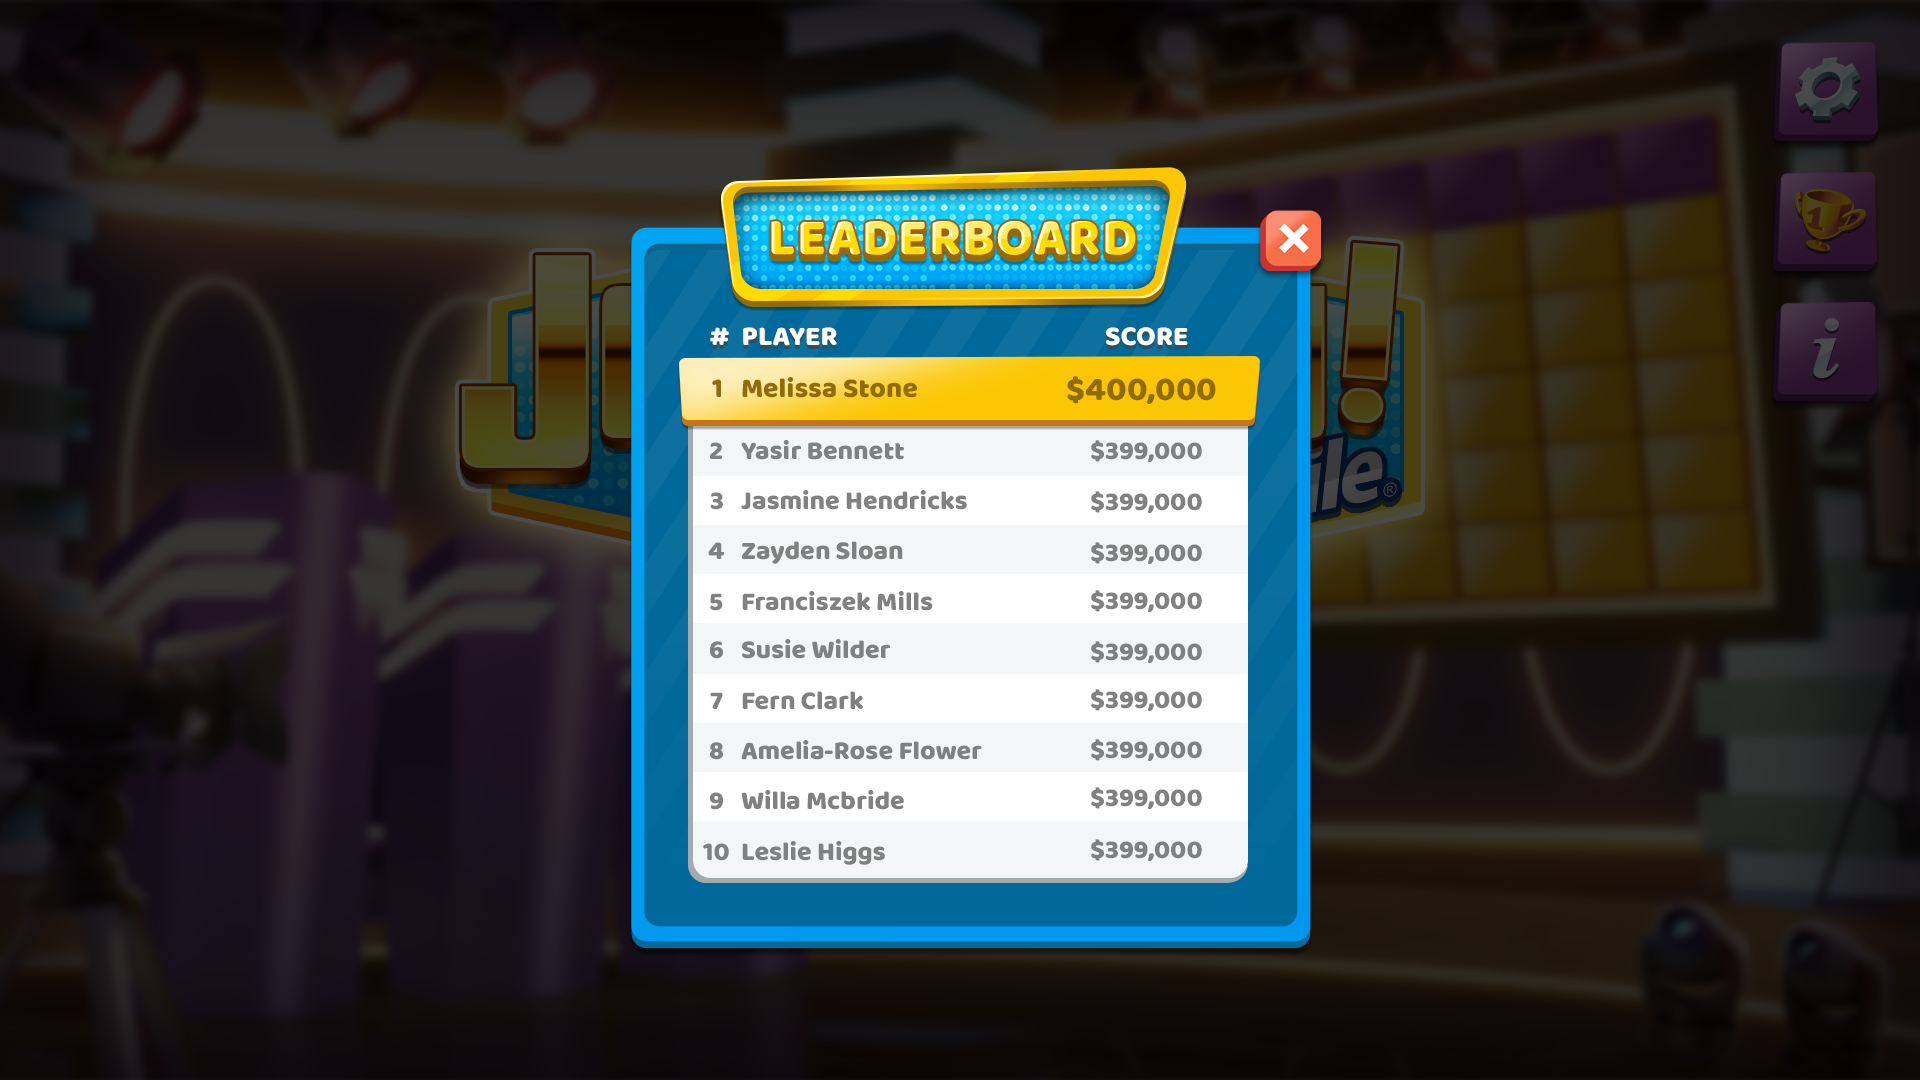 LEADERBOARD
# PLAYER SCORE
1 Melissa Stone $400,000
2 Yasir Bennett $399,000
3 Jasmine Hendricks $399,000
4 Zayden Sloan $399,000
5 Franciszek Mills $399,000
6 Susie Wilder $399,000
7 Fern Clark $399,000
8 Amelia-Rose Flower $399,000
9 Willa Mcbride $399,000
10 Leslie Higgs $399,000
1
i